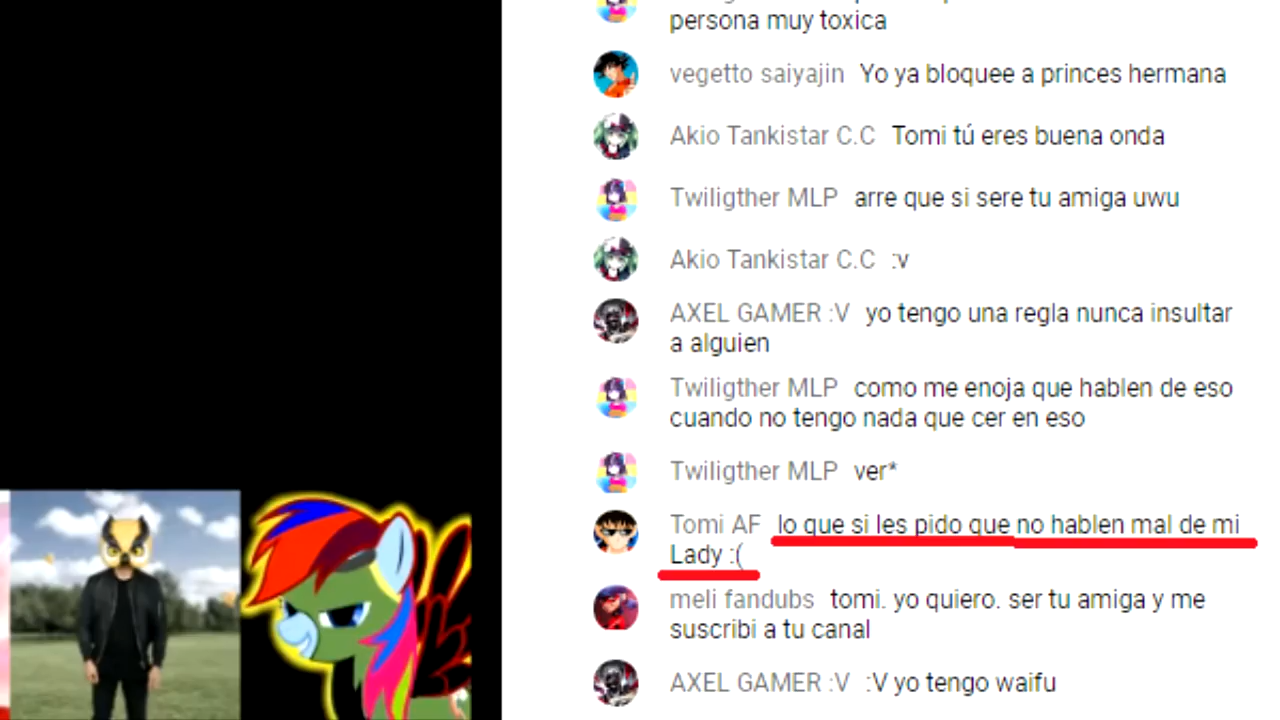 persona muy toxica
vegetto saiyajin Yo ya bloquee a princes hermana
Akio Tankistar C.C Tomi tú eres buena onda
Twiligther MLP arre que si sere tu amiga uwu
Akio Tankistar C.C :v
AXEL GAMER :V yo tengo una regla nunca insultar
a alguien
Twiligther MLP como me enoja que hablen de eso
cuando no tengo nada que cer en eso
Twiligther MLP ver*
Tomi AF lo que si les pido que no hablen mal de mi
Lady :(
meli fandubs tomi. yo quiero. ser tu amiga y me
suscribi a tu canal
AXEL GAMER :V :V yo tengo waifu